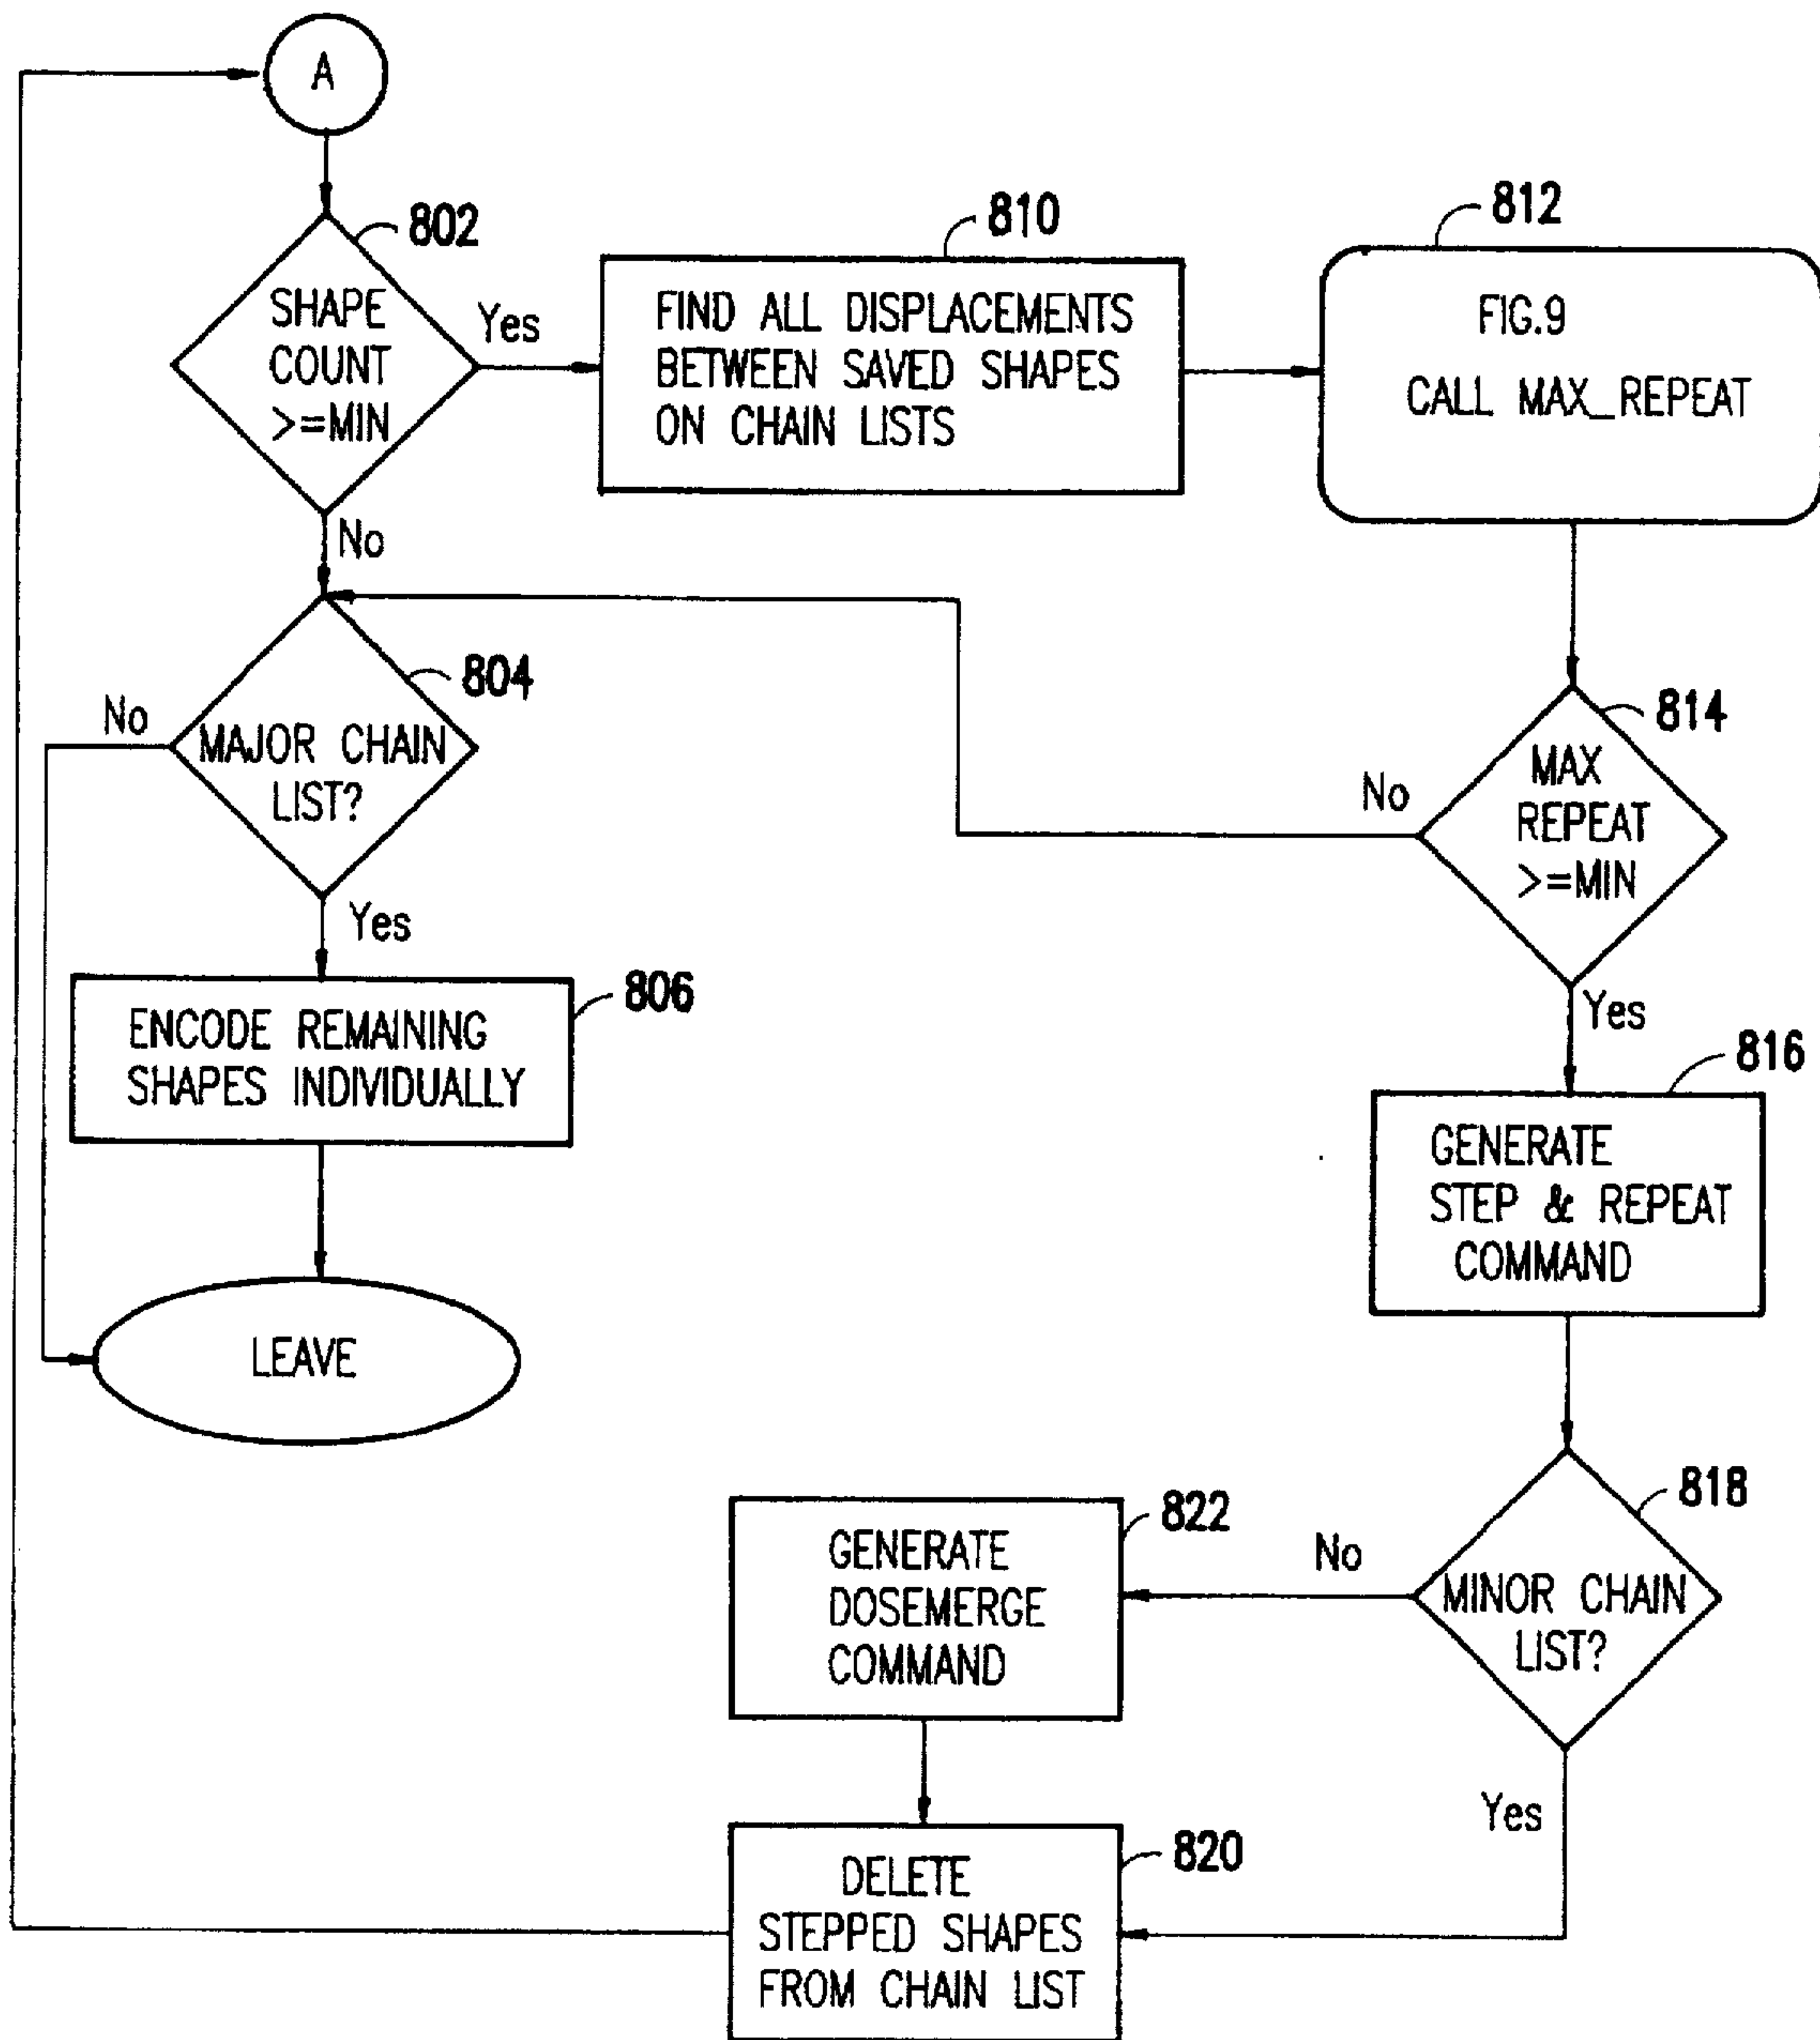 A
802
SHAPE
COUNT
>=MIN
Yes
No
810
FIND ALL DISPLACEMENTS
BETWEEN SAVED SHAPES
ON CHAIN LISTS
812
FIG.9
CALL MAX_REPEAT
804
MAJOR CHAIN
LIST?
No
Yes
814
MAX
REPEAT
>=MIN
No
Yes
806
ENCODE REMAINING
SHAPES INDIVIDUALLY
816
GENERATE
STEP & REPEAT
COMMAND
LEAVE
818
MINOR CHAIN
LIST?
No
Yes
822
GENERATE
DOSEMERGE
COMMAND
820
DELETE
STEPPED SHAPES
FROM CHAIN LIST